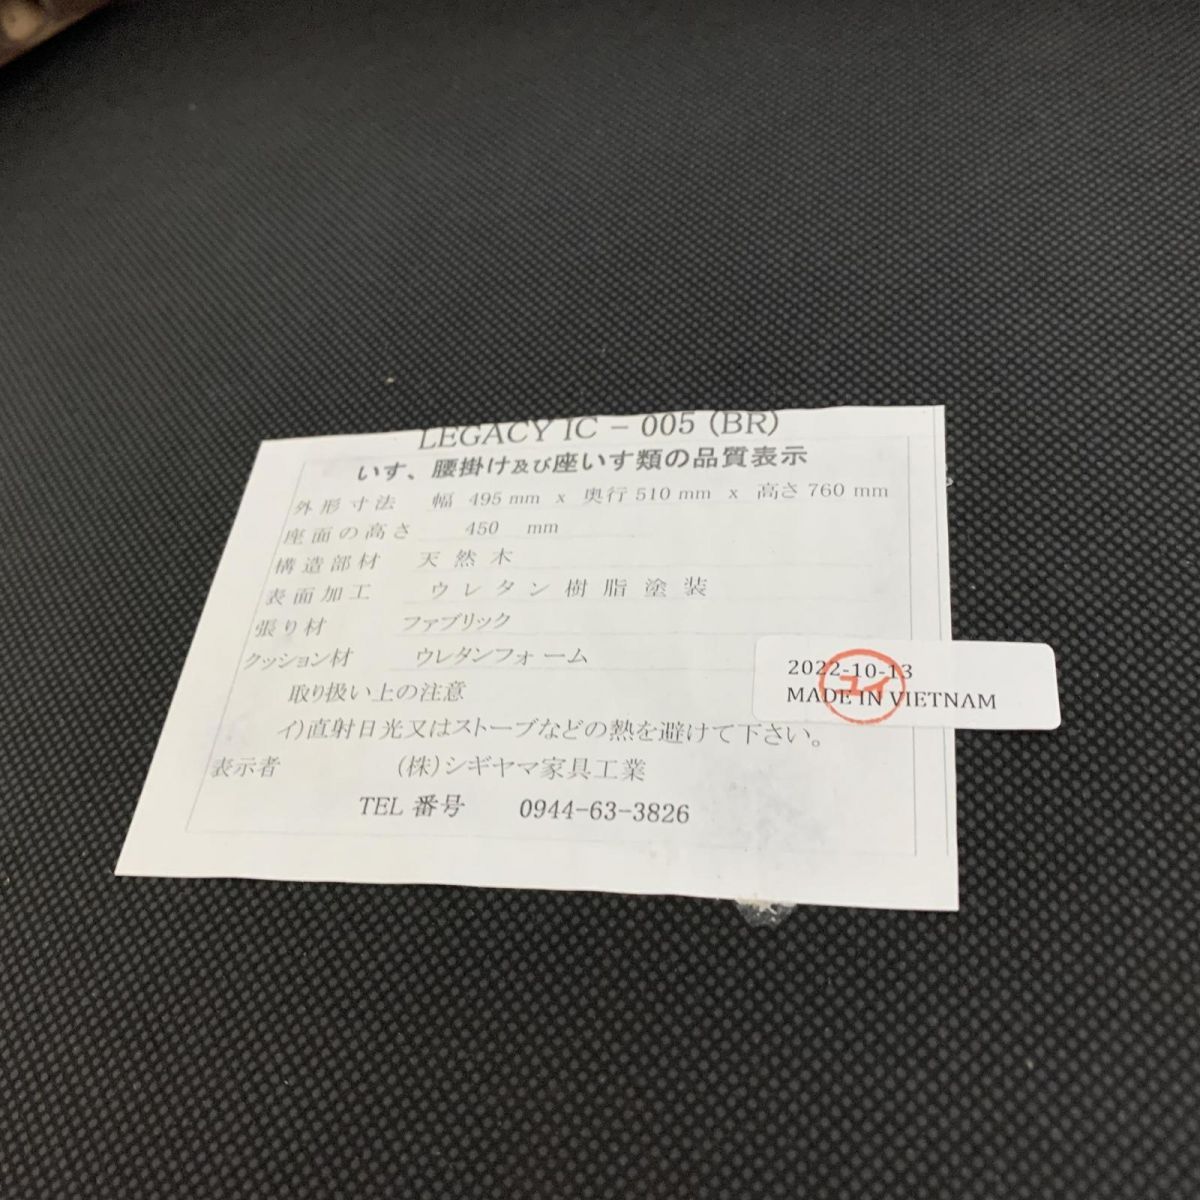 LEGACY IC - 005 (BR)
いす、腰掛け及び座いす類の品質表示
外形寸法 幅 495 mm x 奥行 510 mm x 高さ 760 mm
座面の高さ 450 mm
構造部材 天然木
表面加工 ウレタン樹脂塗装
張り材 ファブリック
クッション材 ウレタンフォーム
取り扱い上の注意
イ)直射日光又はストーブなどの熱を避けて下さい。
表示者 (株)シギヤマ家具工業
TEL 番号 0944-63-3826
2022-10-13
MADE IN VIETNAM
ユイ